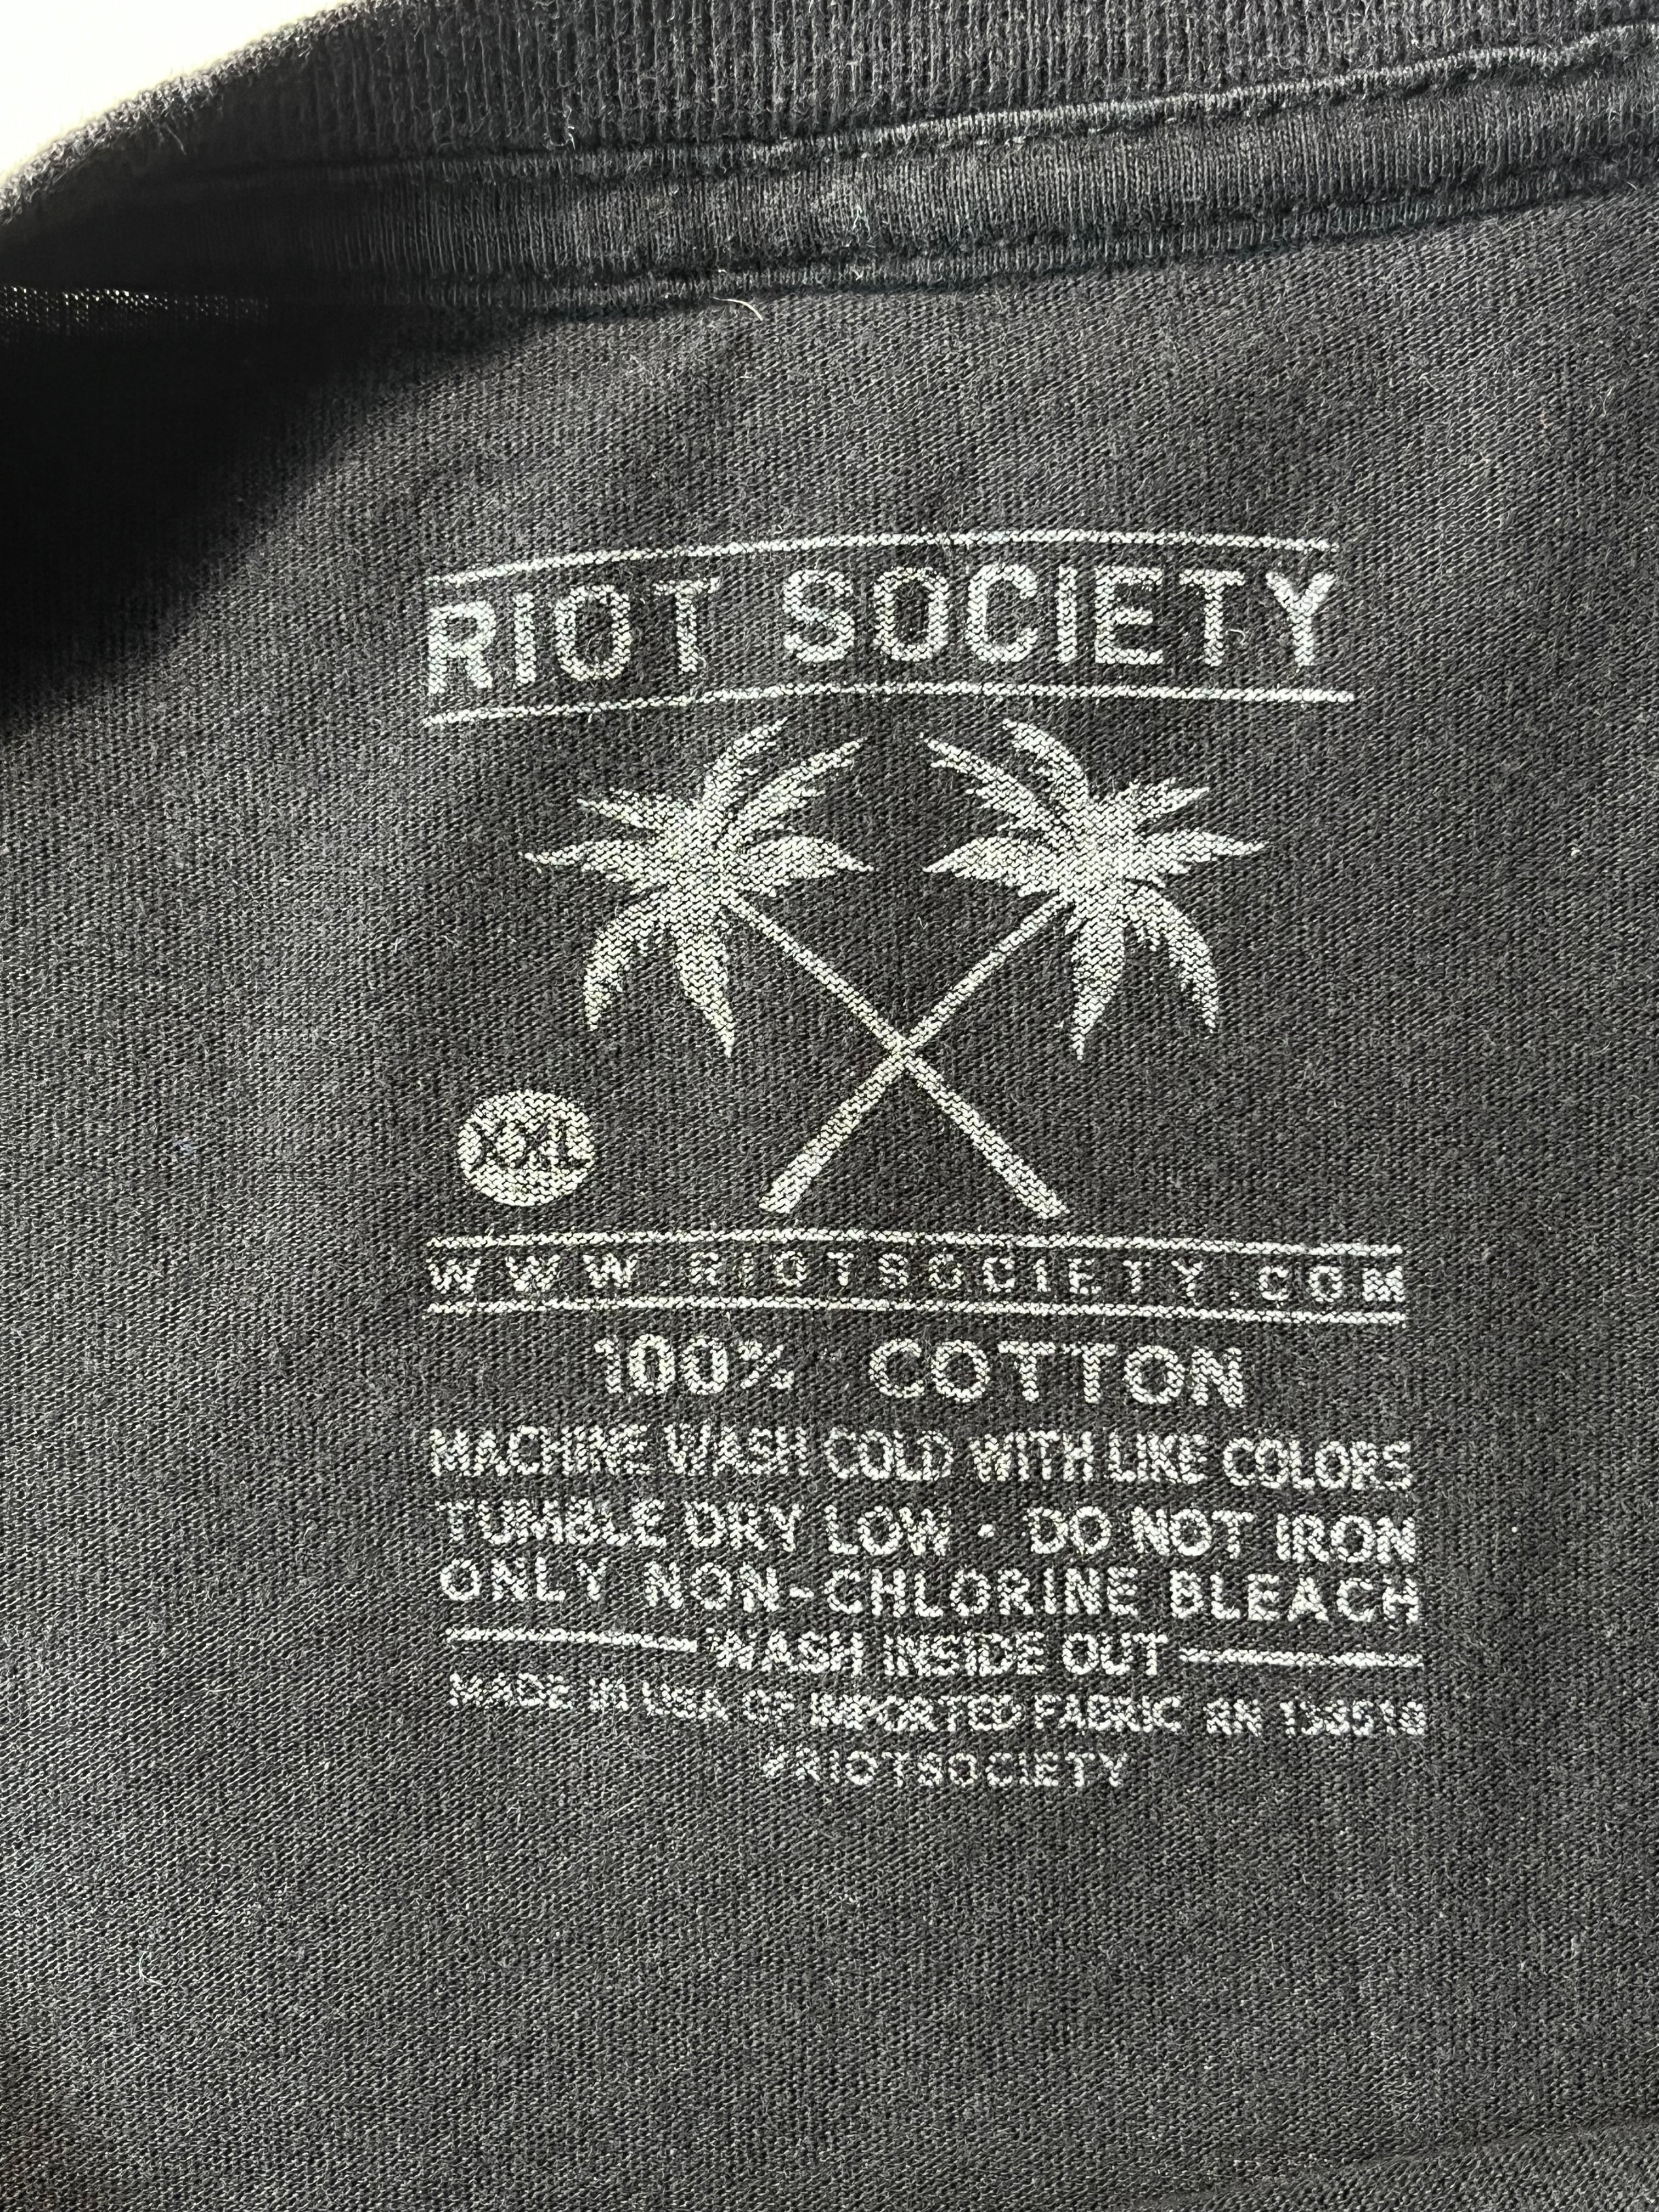 RIOT SOCIETY
XXL
WWW.RIOTSOCIETY.COM
100% COTTON
MACHINE WASH COLD WITH LIKE COLORS
TUMBLE DRY LOW • DO NOT IRON
ONLY NON-CHLORINE BLEACH
WASH INSIDE OUT
MADE IN USA OF IMPORTED FABRIC RN
#RIOTSOCIETY